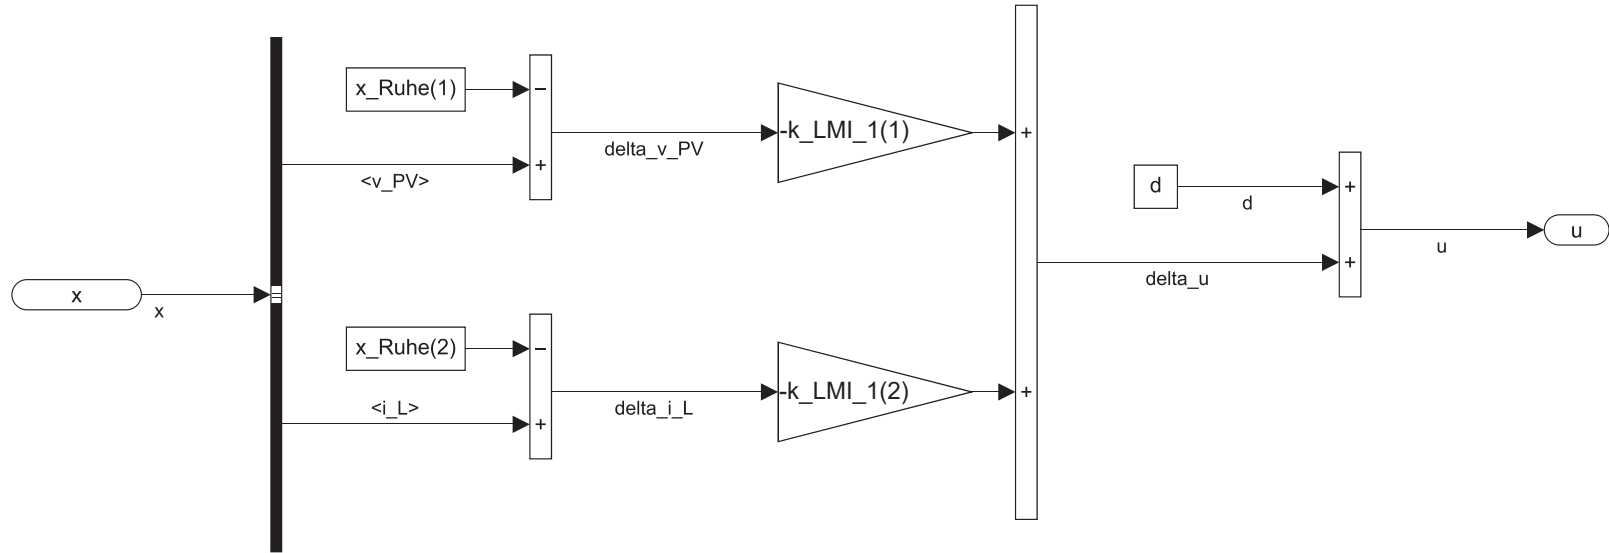 x
x
x_Ruhe(1)
−
+
<v_PV>
delta_v_PV
-k_LMI_1(1)
+
x_Ruhe(2)
−
+
<i_L>
delta_i_L
-k_LMI_1(2)
+
delta_u
d
d
+
+
u
u